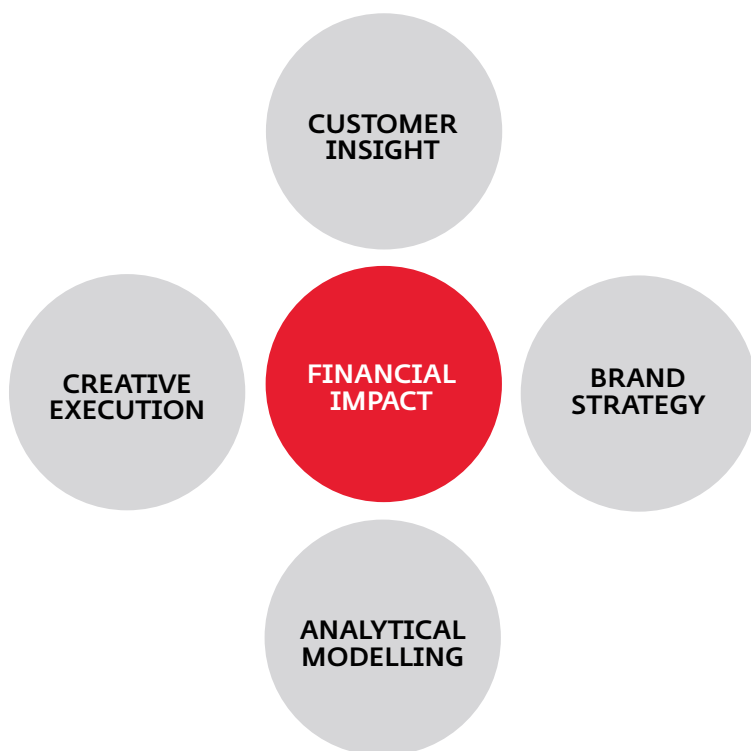 CUSTOMER
INSIGHT
CREATIVE
EXECUTION
FINANCIAL
IMPACT
BRAND
STRATEGY
ANALYTICAL
MODELLING